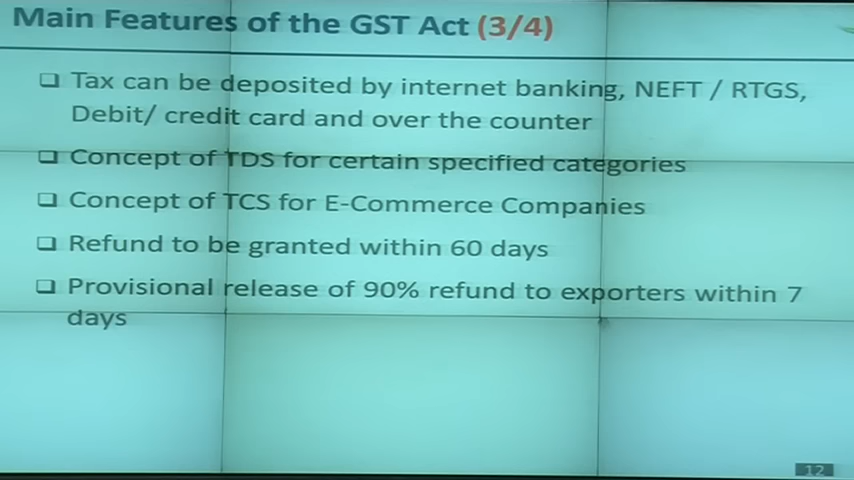 Main Features of the GST Act (3/4)
❑ Tax can be deposited by internet banking, NEFT / RTGS,
Debit/ credit card and over the counter
❑ Concept of TDS for certain specified categories
❑ Concept of TCS for E-Commerce Companies
❑ Refund to be granted within 60 days
❑ Provisional release of 90% refund to exporters within 7
days
12